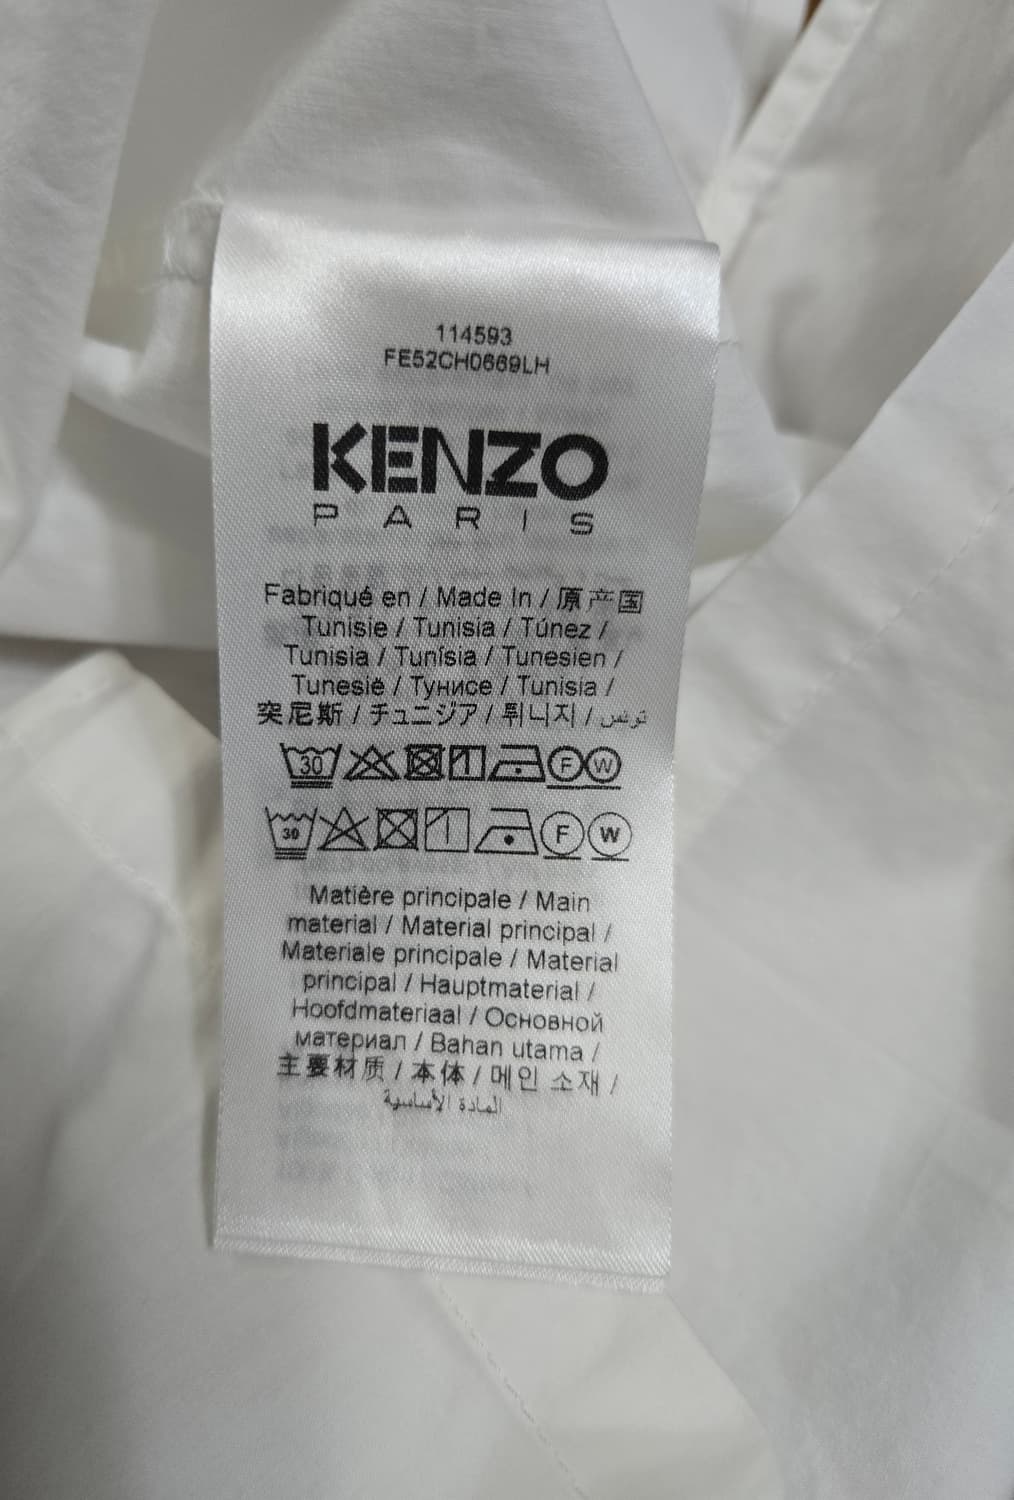 114593
FE52CH0669LH
KENZO
PARIS
Fabriqué en / Made In / 原产国
Tunisie / Tunisia / Túnez /
Tunisia / Tunísia / Tunesien /
Tunesië / Тунисе / Tunisia /
突尼斯 / チュニジア / 튀니지 / تونس
30 F W
30 F W
Matière principale / Main
material / Material principal /
Materiale principale / Material
principal / Hauptmaterial /
Hoofdmateriaal / Основной
материал / Bahan utama /
主要材质 / 本体 / 메인 소재 /
المادة الأساسية